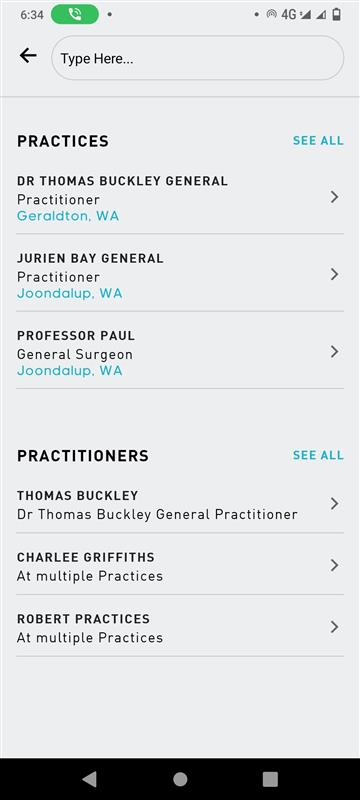 6:34
4G
Type Here...
PRACTICES
SEE ALL
DR THOMAS BUCKLEY GENERAL
Practitioner
Geraldton, WA
JURIEN BAY GENERAL
Practitioner
Joondalup, WA
PROFESSOR PAUL
General Surgeon
Joondalup, WA
PRACTITIONERS
SEE ALL
THOMAS BUCKLEY
Dr Thomas Buckley General Practitioner
CHARLEE GRIFFITHS
At multiple Practices
ROBERT PRACTICES
At multiple Practices